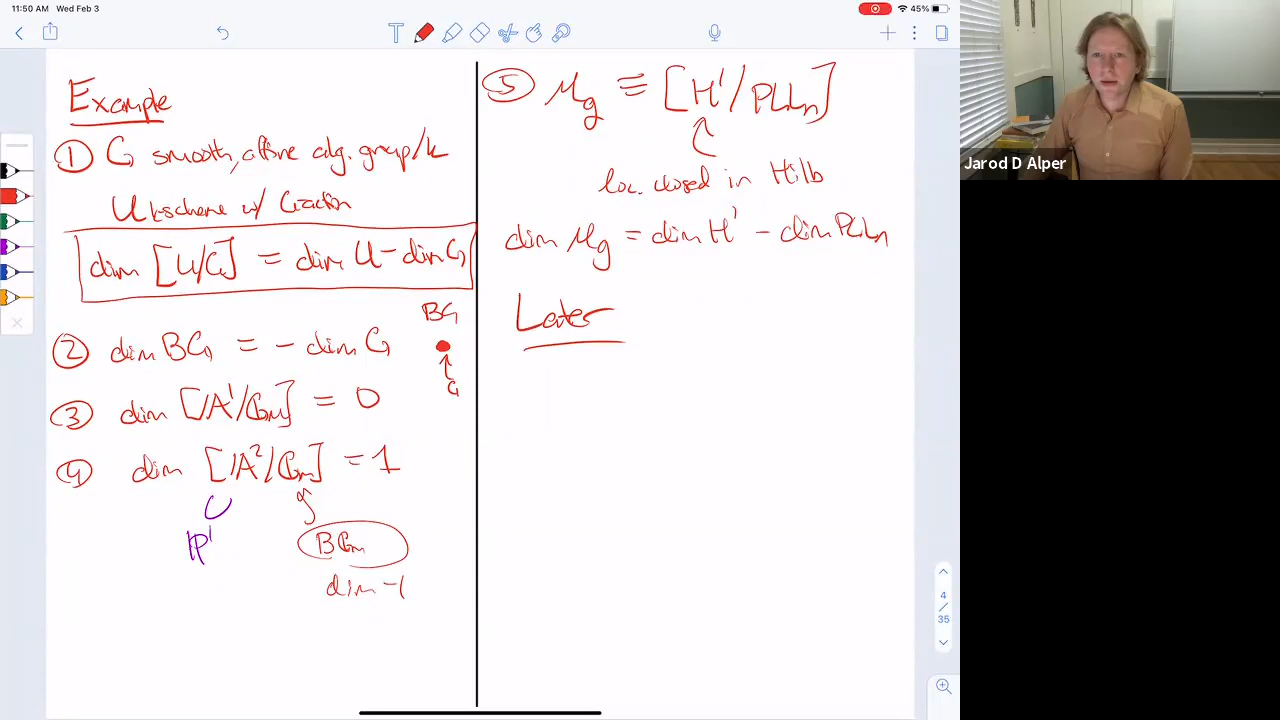 11:50 AM Wed Feb 3
45%
Example
① G smooth, affine alg. group/k
U k-scheme w/ G-action
dim [U/G] = dim U - dim G
BG
② dim BG = - dim G
G
③ dim [𝔸¹/𝔾m] = 0
④ dim [𝔸²/𝔾m] = 1
ℙ¹
B𝔾m
dim -1
⑤ Mg ≡ [H'/PGLn]
loc. closed in Hilb
dim Mg = dim H' - dim PGLn
Later
4
/
35
Jarod D Alper